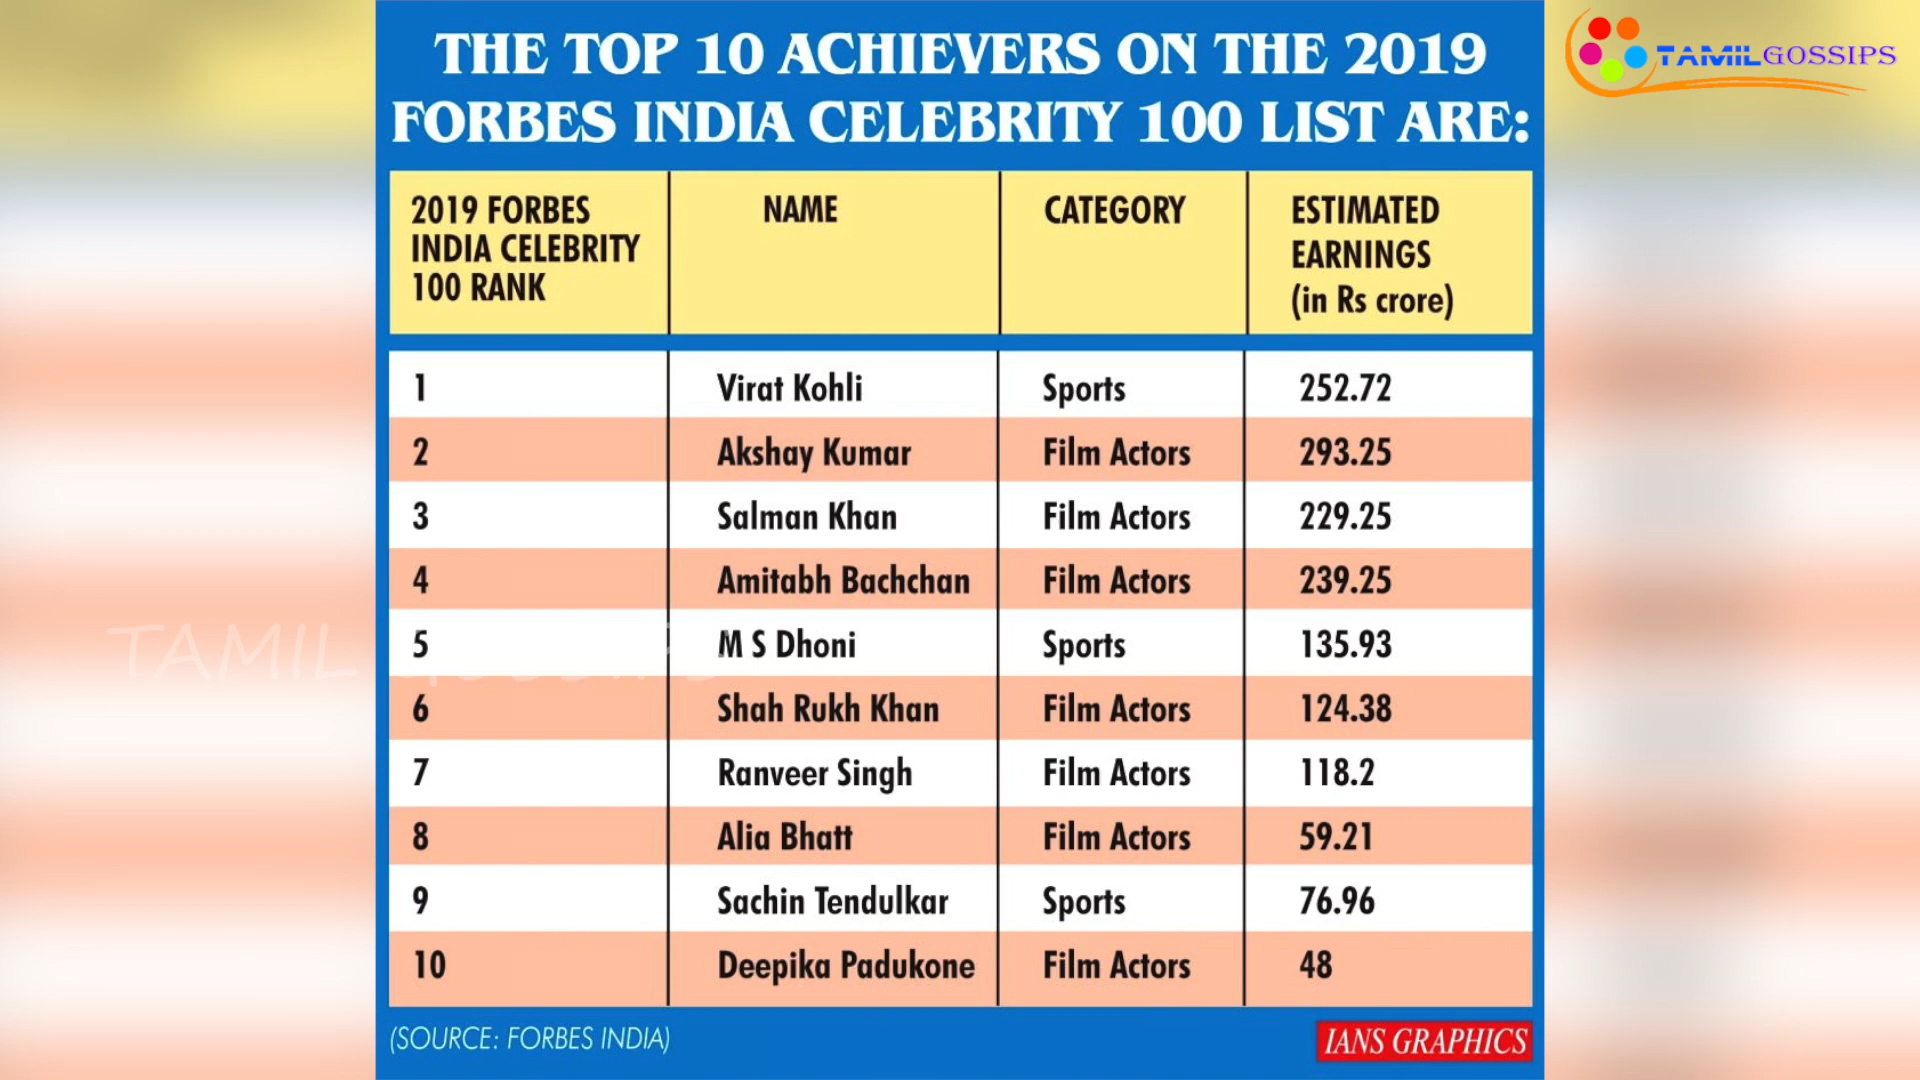 THE TOP 10 ACHIEVERS ON THE 2019
FORBES INDIA CELEBRITY 100 LIST ARE:
TAMILGOSSIPS
2019 FORBES
INDIA CELEBRITY
100 RANK
NAME
CATEGORY
ESTIMATED
EARNINGS
(in Rs crore)
1 Virat Kohli Sports 252.72
2 Akshay Kumar Film Actors 293.25
3 Salman Khan Film Actors 229.25
4 Amitabh Bachchan Film Actors 239.25
5 M S Dhoni Sports 135.93
TAMIL GOSSIPS
6 Shah Rukh Khan Film Actors 124.38
7 Ranveer Singh Film Actors 118.2
8 Alia Bhatt Film Actors 59.21
9 Sachin Tendulkar Sports 76.96
10 Deepika Padukone Film Actors 48
(SOURCE: FORBES INDIA)
IANS GRAPHICS